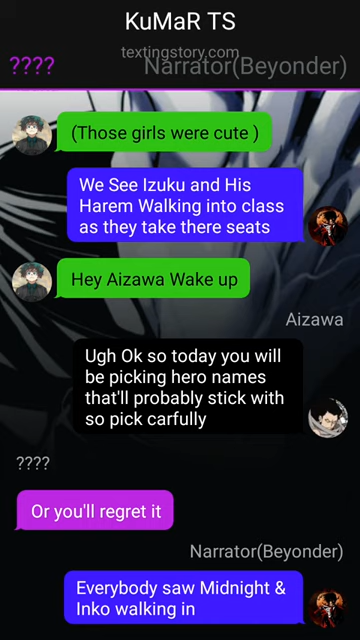 KuMaR TS
textingstory.com
????
Narrator(Beyonder)
(Those girls were cute )
We See Izuku and His
Harem Walking into class
as they take there seats
Hey Aizawa Wake up
Aizawa
Ugh Ok so today you will
be picking hero names
that'll probably stick with
so pick carfully
????
Or you'll regret it
Narrator(Beyonder)
Everybody saw Midnight &
Inko walking in